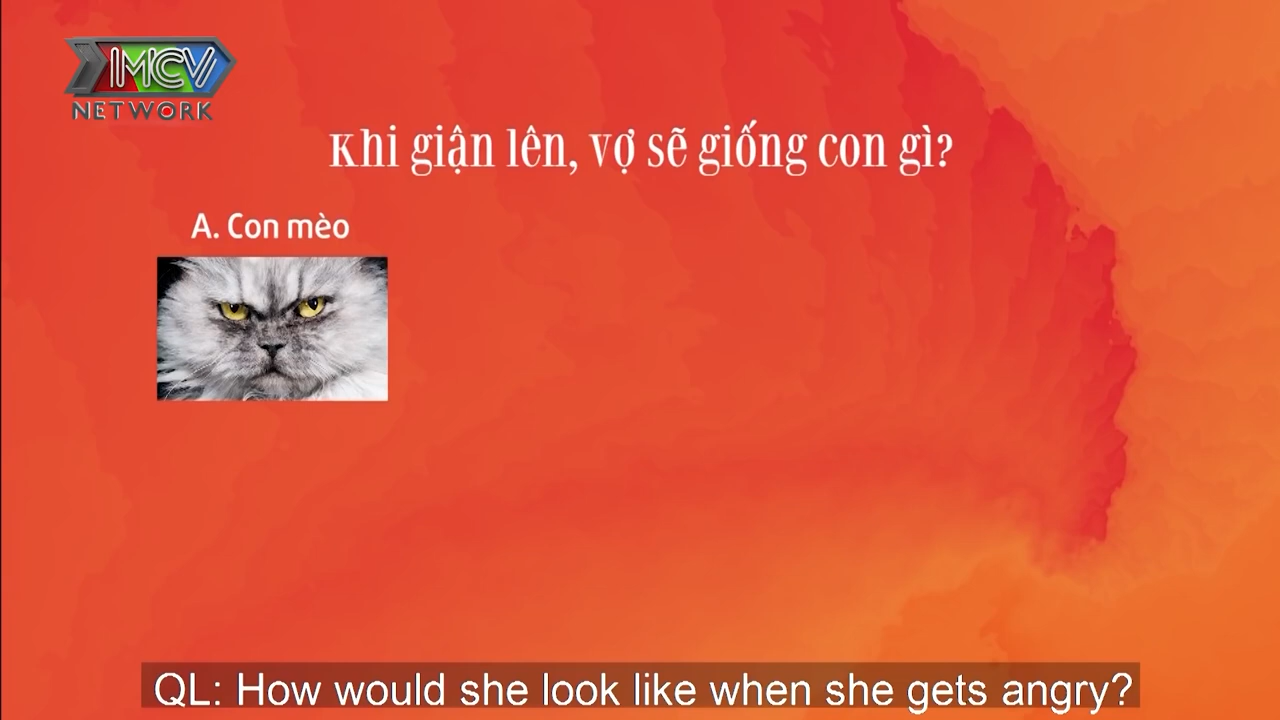 MCV
NETWORK
Khi giận lên, vợ sẽ giống con gì?
A. Con mèo
QL: How would she look like when she gets angry?